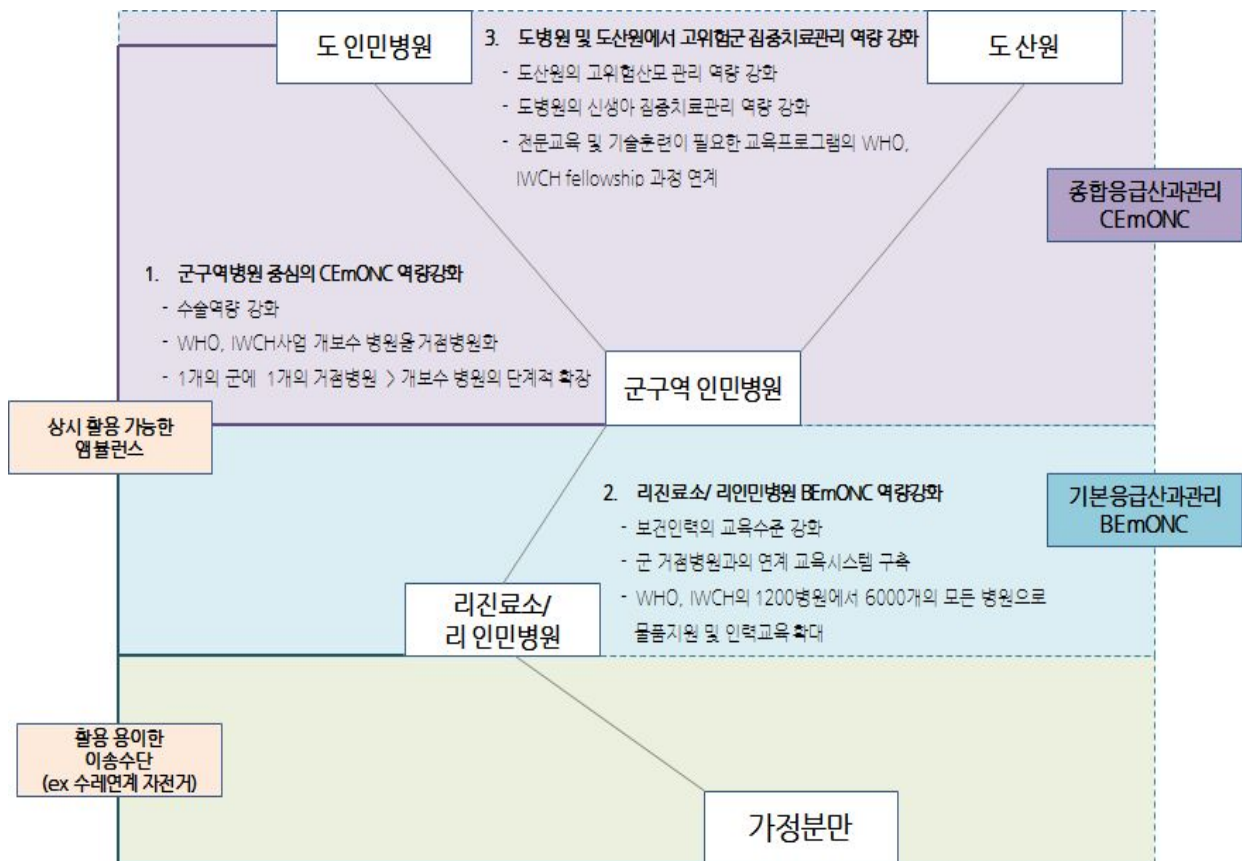 도 인민병원
3. 도병원 및 도산원에서 고위험군 집중치료관리 역량 강화
- 도산원의 고위험산모 관리 역량 강화
- 도병원의 신생아 집중치료관리 역량 강화
- 전문교육 및 기술훈련이 필요한 교육프로그램의 WHO,
IWCH fellowship 과정 연계
도 산원
종합응급산과관리
CEmONC
1. 군구역병원 중심의 CEmONC 역량강화
- 수술역량 강화
- WHO, IWCH사업 개보수 병원을 거점병원화
- 1개의 군에 1개의 거점병원 > 개보수 병원의 단계적 확장
군구역 인민병원
상시 활용 가능한
앰뷸런스
2. 리진료소/ 리인민병원 BEmONC 역량강화
- 보건인력의 교육수준 강화
- 군 거점병원과의 연계 교육시스템 구축
- WHO, IWCH의 1200병원에서 6000개의 모든 병원으로
물품지원 및 인력교육 확대
기본응급산과관리
BEmONC
리진료소/
리 인민병원
활용 용이한
이송수단
(ex 수레연계 자전거)
가정분만